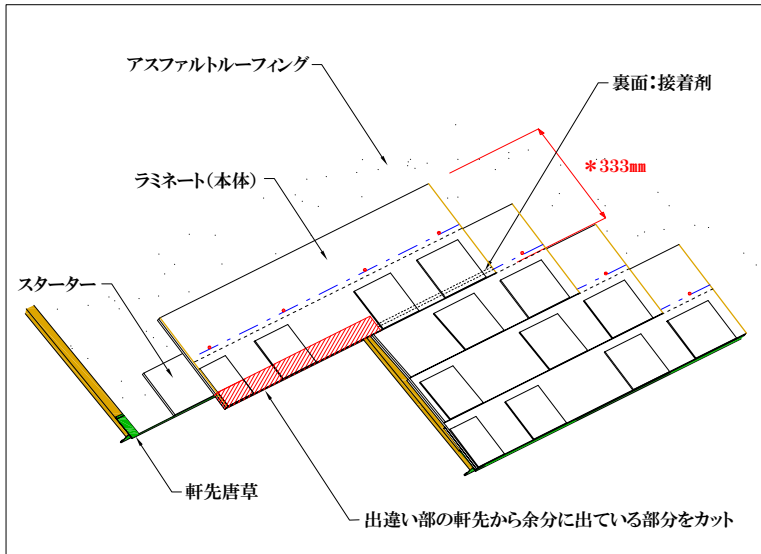 アスファルトルーフィング
裏面：接着剤
＊333㎜
ラミネート（本体）
スターター
軒先唐草
出違い部の軒先から余分に出ている部分をカット